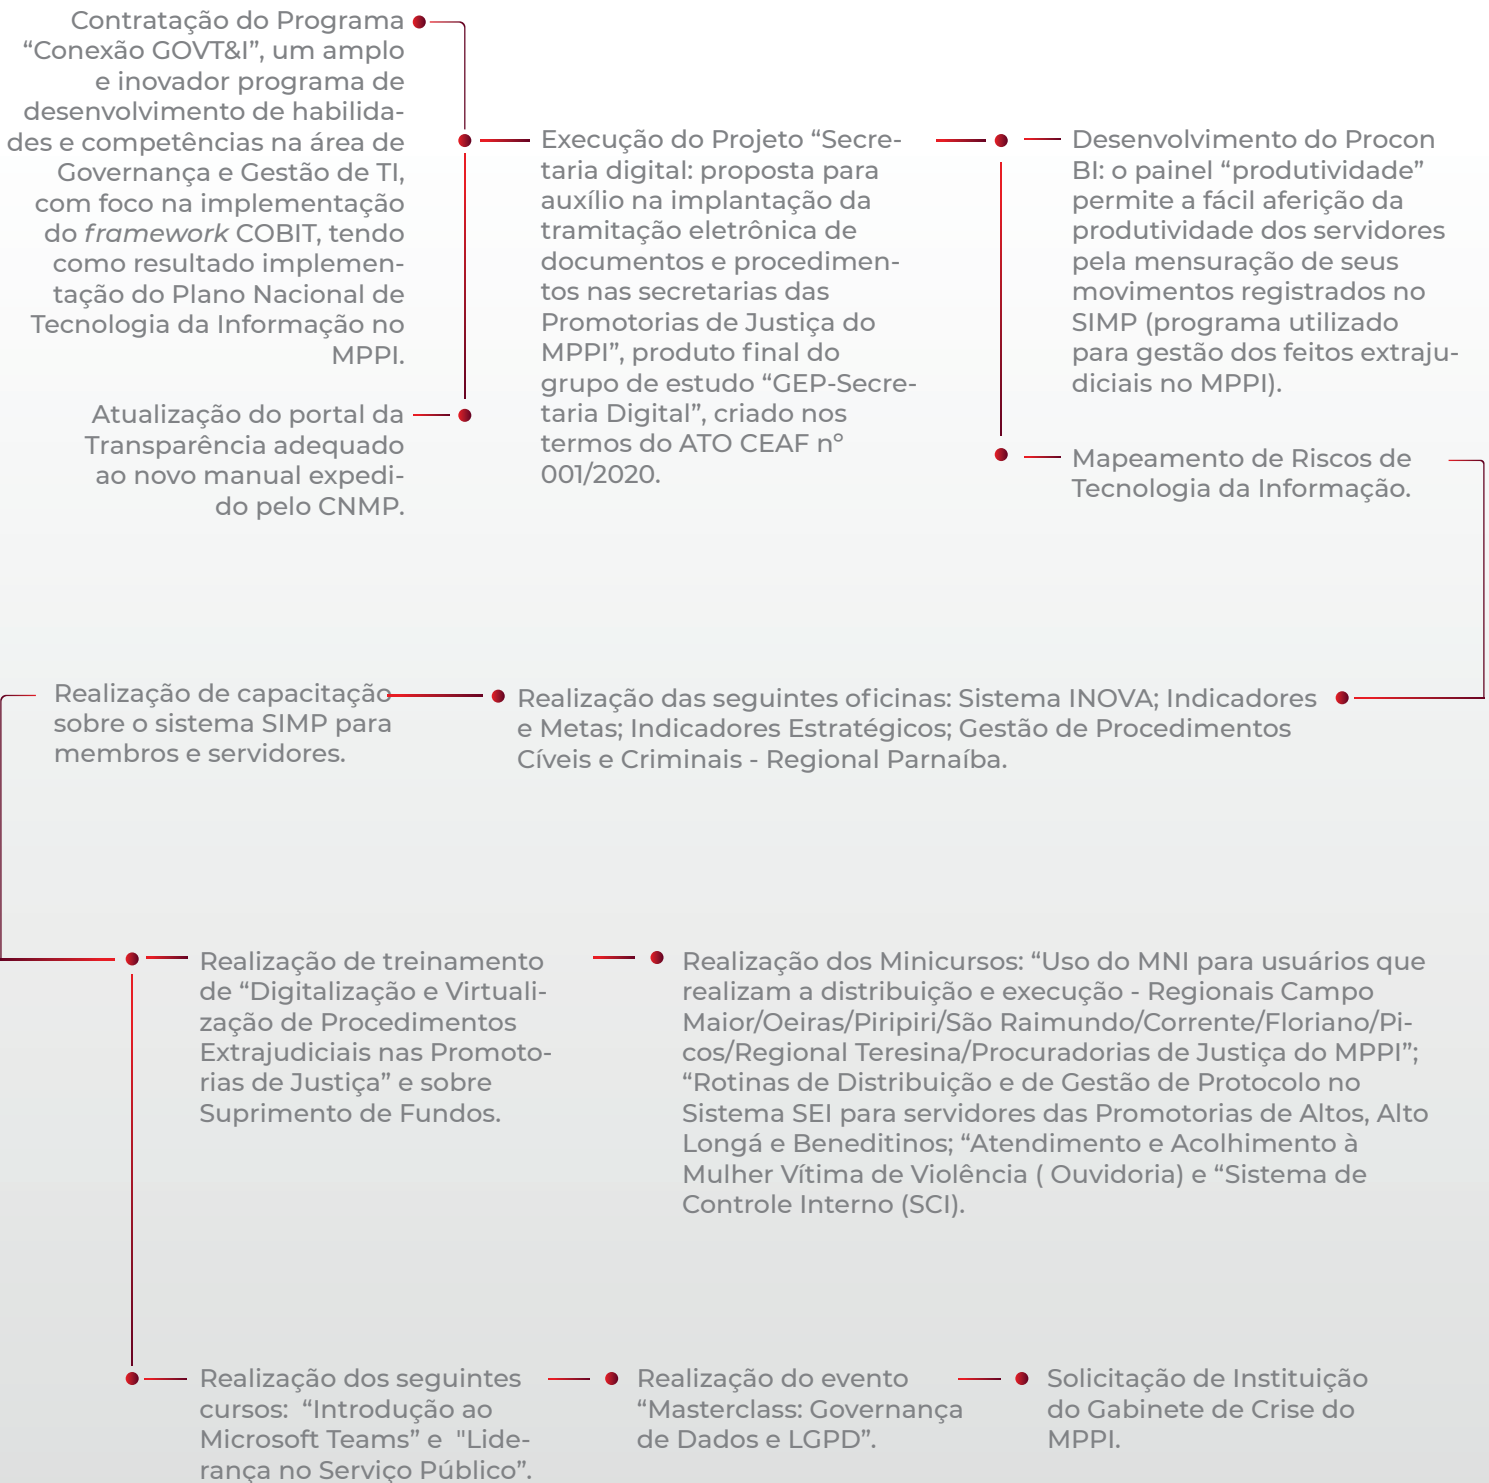 Contratação do Programa
“Conexão GOVT&I”, um amplo
e inovador programa de
desenvolvimento de habilida-
des e competências na área de
Governança e Gestão de TI,
com foco na implementação
do framework COBIT, tendo
como resultado implemen-
tação do Plano Nacional de
Tecnologia da Informação no
MPPI.
Atualização do portal da
Transparência adequado
ao novo manual expedi-
do pelo CNMP.
Execução do Projeto “Secre-
taria digital: proposta para
auxílio na implantação da
tramitação eletrônica de
documentos e procedimen-
tos nas secretarias das
Promotorias de Justiça do
MPPI”, produto final do
grupo de estudo “GEP-Secre-
taria Digital”, criado nos
termos do ATO CEAF nº
001/2020.
Desenvolvimento do Procon
BI: o painel “produtividade”
permite a fácil aferição da
produtividade dos servidores
pela mensuração de seus
movimentos registrados no
SIMP (programa utilizado
para gestão dos feitos extraju-
diciais no MPPI).
Mapeamento de Riscos de
Tecnologia da Informação.
Realização das seguintes oficinas: Sistema INOVA; Indicadores
e Metas; Indicadores Estratégicos; Gestão de Procedimentos
Cíveis e Criminais - Regional Parnaíba.
Realização de capacitação
sobre o sistema SIMP para
membros e servidores.
Realização de treinamento
de “Digitalização e Virtuali-
zação de Procedimentos
Extrajudiciais nas Promoto-
rias de Justiça” e sobre
Suprimento de Fundos.
Realização dos Minicursos: “Uso do MNI para usuários que
realizam a distribuição e execução - Regionais Campo
Maior/Oeiras/Piripiri/São Raimundo/Corrente/Floriano/Pi-
cos/Regional Teresina/Procuradorias de Justiça do MPPI”;
“Rotinas de Distribuição e de Gestão de Protocolo no
Sistema SEI para servidores das Promotorias de Altos, Alto
Longá e Beneditinos; “Atendimento e Acolhimento à
Mulher Vítima de Violência ( Ouvidoria) e “Sistema de
Controle Interno (SCI).
Realização dos seguintes
cursos:  “Introdução ao
Microsoft Teams” e  "Lide-
rança no Serviço Público”.
Realização do evento
“Masterclass: Governança
de Dados e LGPD”.
Solicitação de Instituição
do Gabinete de Crise do
MPPI.